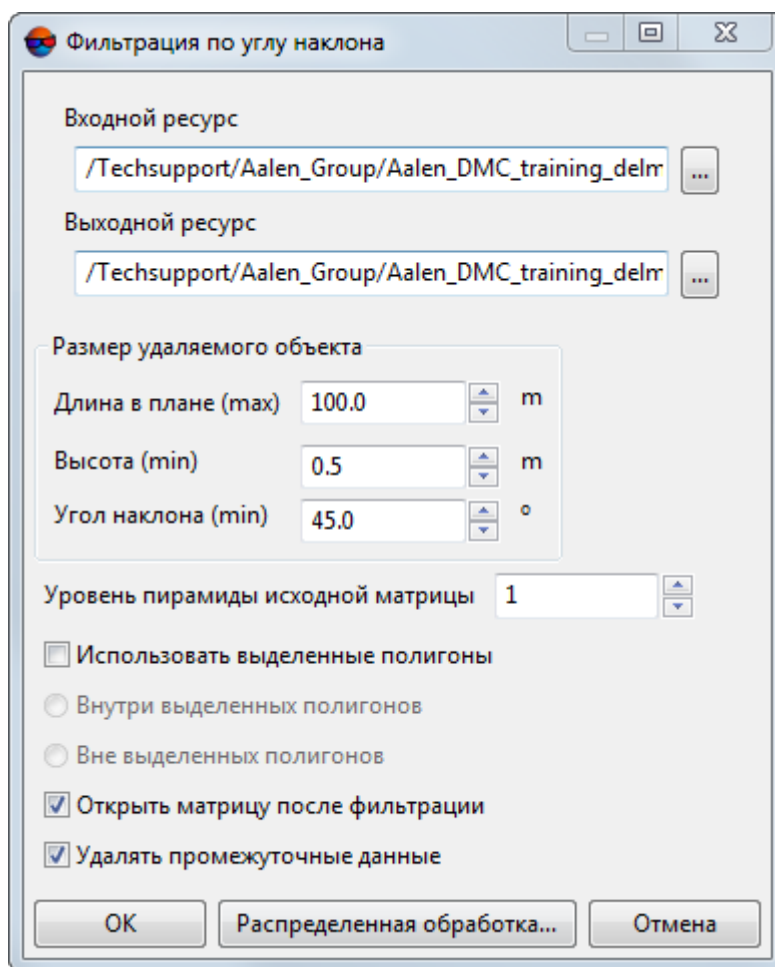 Фильтрация по углу наклона
Входной ресурс
/Techsupport/Aalen_Group/Aalen_DMC_training_delm
...
Выходной ресурс
/Techsupport/Aalen_Group/Aalen_DMC_training_delm
...
Размер удаляемого объекта
Длина в плане (max) 100.0 m
Высота (min) 0.5 m
Угол наклона (min) 45.0 °
Уровень пирамиды исходной матрицы 1
Использовать выделенные полигоны
Внутри выделенных полигонов
Вне выделенных полигонов
Открыть матрицу после фильтрации
Удалять промежуточные данные
OK Распределенная обработка... Отмена